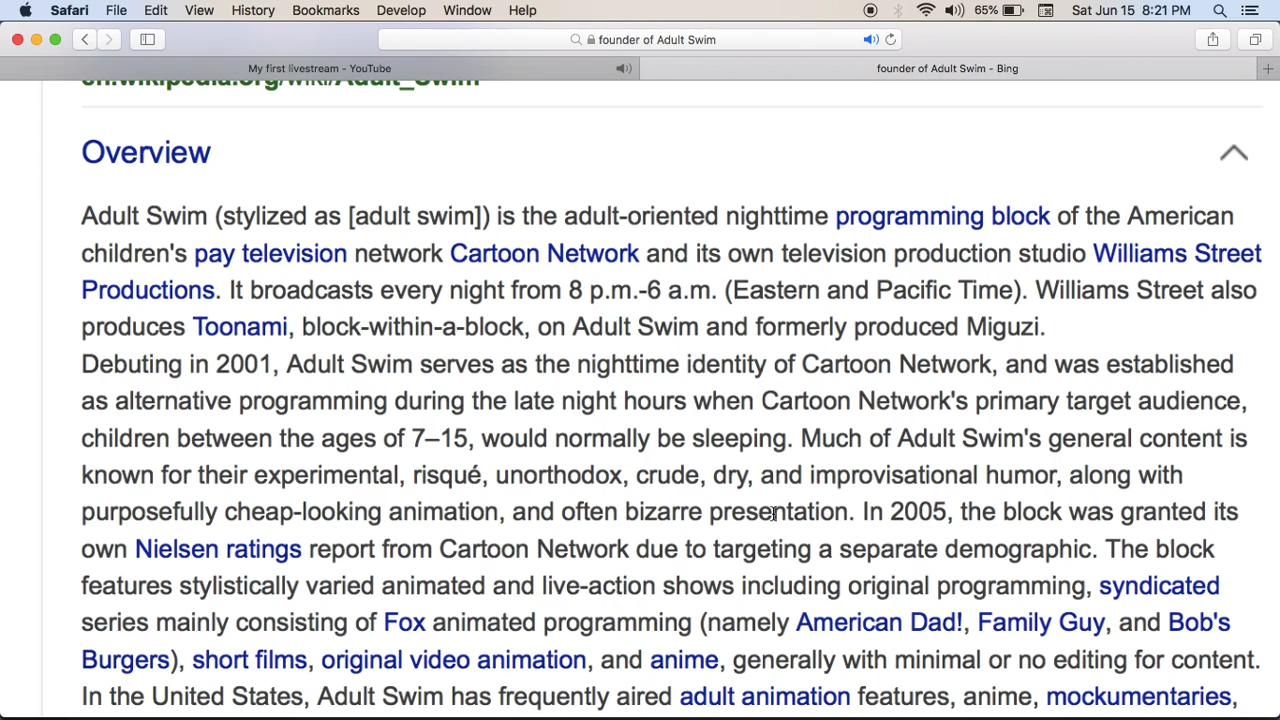 Safari File Edit View History Bookmarks Develop Window Help 65% Sat Jun 15 8:21 PM
founder of Adult Swim
My first livestream - YouTube founder of Adult Swim - Bing
en.wikipedia.org/wiki/Adult_Swim
Overview
Adult Swim (stylized as [adult swim]) is the adult-oriented nighttime programming block of the American
children's pay television network Cartoon Network and its own television production studio Williams Street
Productions. It broadcasts every night from 8 p.m.-6 a.m. (Eastern and Pacific Time). Williams Street also
produces Toonami, block-within-a-block, on Adult Swim and formerly produced Miguzi.
Debuting in 2001, Adult Swim serves as the nighttime identity of Cartoon Network, and was established
as alternative programming during the late night hours when Cartoon Network's primary target audience,
children between the ages of 7–15, would normally be sleeping. Much of Adult Swim's general content is
known for their experimental, risqué, unorthodox, crude, dry, and improvisational humor, along with
purposefully cheap-looking animation, and often bizarre presentation. In 2005, the block was granted its
own Nielsen ratings report from Cartoon Network due to targeting a separate demographic. The block
features stylistically varied animated and live-action shows including original programming, syndicated
series mainly consisting of Fox animated programming (namely American Dad!, Family Guy, and Bob's
Burgers), short films, original video animation, and anime, generally with minimal or no editing for content.
In the United States, Adult Swim has frequently aired adult animation features, anime, mockumentaries,